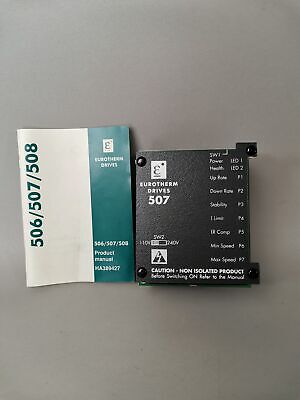 506/507/508
EUROTHERM
DRIVES
506/507/508
Product
manual
HA389427
EUROTHERM
DRIVES
507
SW1
Power LED 1
Health LED 2
Up Rate P1
Down Rate P2
Stability P3
I Limit P4
IR Comp P5
Min Speed P6
Max Speed P7
SW2
110V 240V
CAUTION - NON ISOLATED PRODUCT
Before Switching ON Refer to the Manual